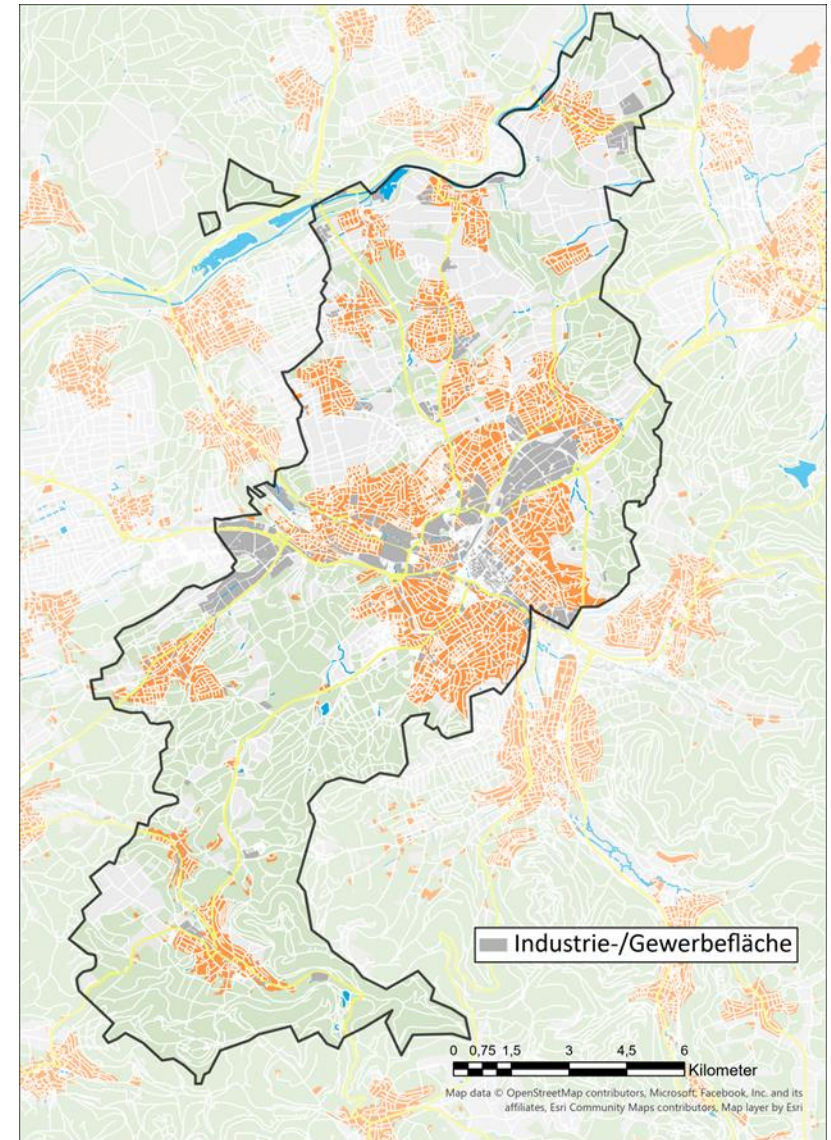 Industrie-/Gewerbefläche
0 0,75 1,5 3 4,5 6
Kilometer
Map data © OpenStreetMap contributors, Microsoft, Facebook, Inc. and its
affiliates, Esri Community Maps contributors, Map layer by Esri